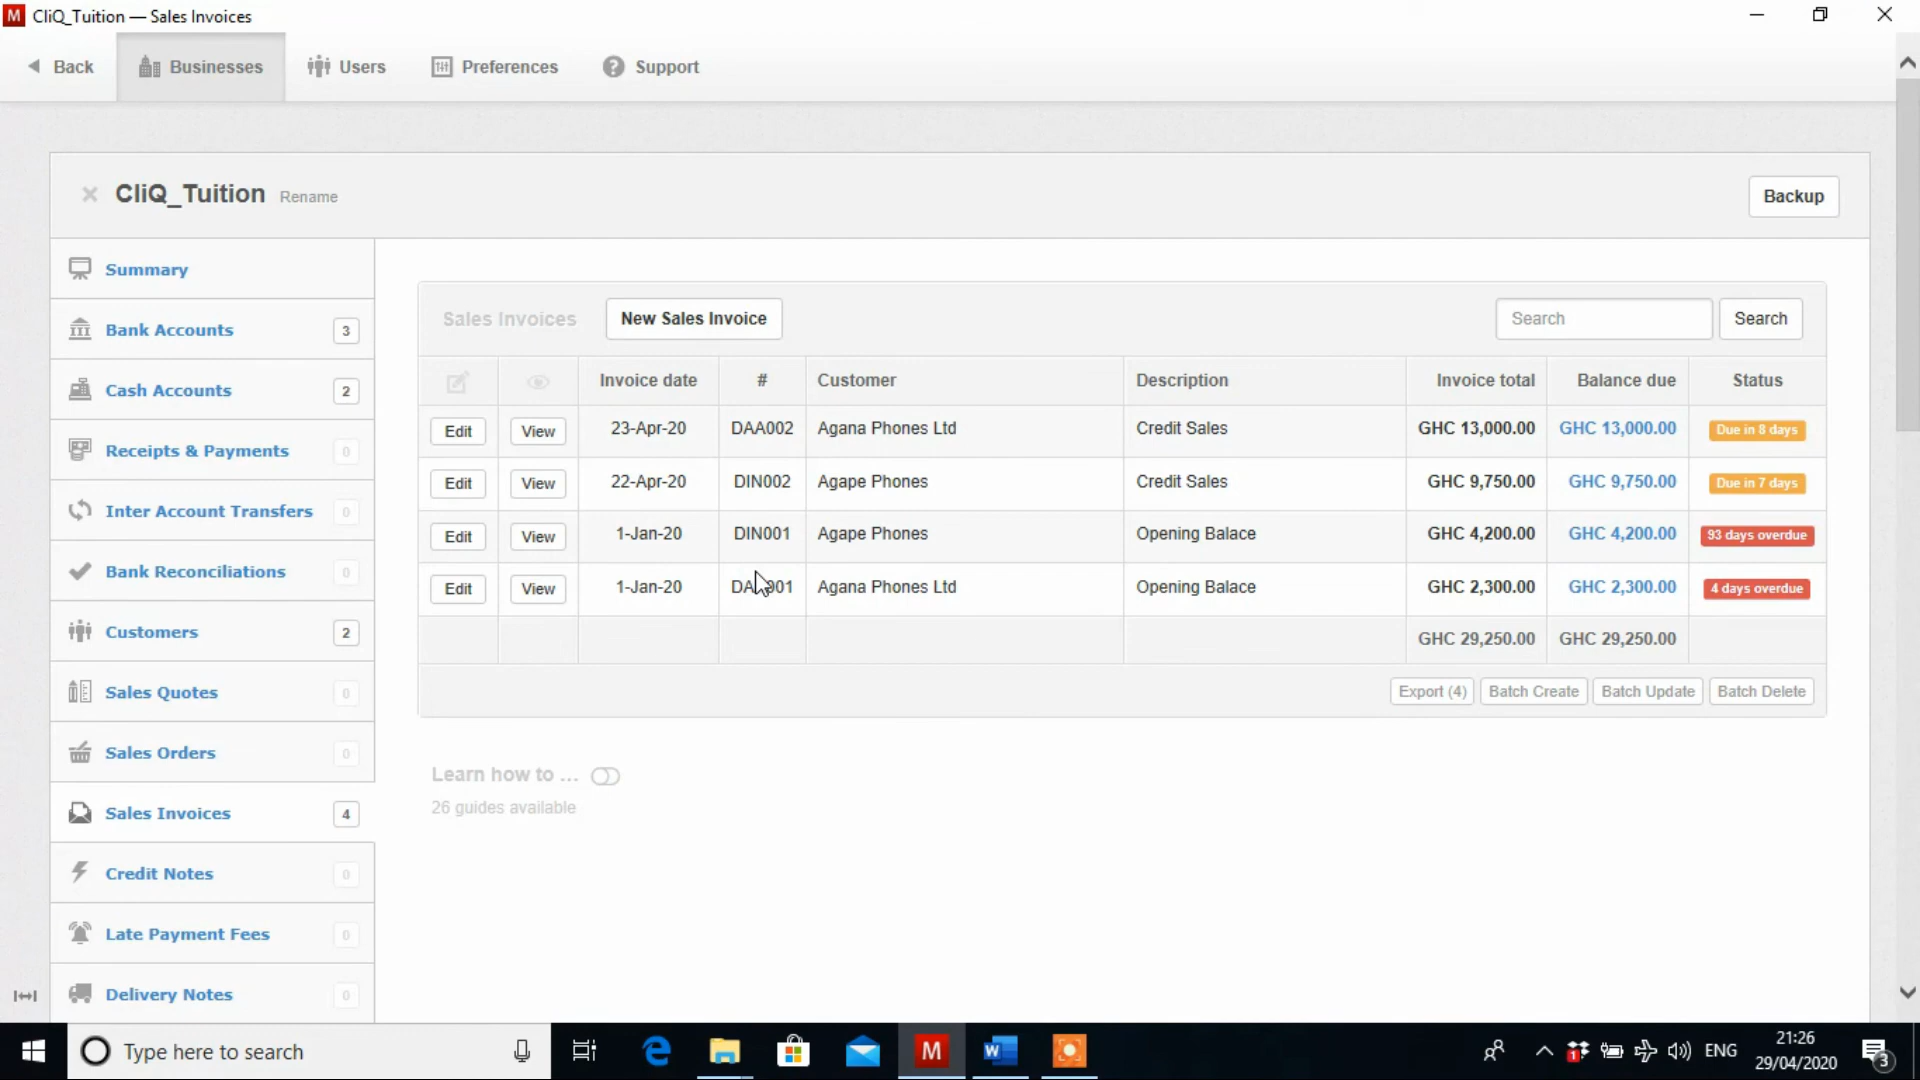 CliQ_Tuition — Sales Invoices
Back Businesses Users Preferences Support
CliQ_Tuition Rename Backup
Summary
Bank Accounts 3
Cash Accounts 2
Receipts & Payments 0
Inter Account Transfers 0
Bank Reconciliations 0
Customers 2
Sales Quotes 0
Sales Orders 0
Sales Invoices 4
Credit Notes 0
Late Payment Fees 0
Delivery Notes 0
Sales Invoices New Sales Invoice Search Search
Invoice date # Customer Description Invoice total Balance due Status
Edit View 23-Apr-20 DAA002 Agana Phones Ltd Credit Sales GHC 13,000.00 GHC 13,000.00 Due in 8 days
Edit View 22-Apr-20 DIN002 Agape Phones Credit Sales GHC 9,750.00 GHC 9,750.00 Due in 7 days
Edit View 1-Jan-20 DIN001 Agape Phones Opening Balace GHC 4,200.00 GHC 4,200.00 93 days overdue
Edit View 1-Jan-20 Agana Phones Ltd Opening Balace GHC 2,300.00 GHC 2,300.00 4 days overdue
GHC 29,250.00 GHC 29,250.00
Export (4) Batch Create Batch Update Batch Delete
Learn how to ...
26 guides available
Type here to search
ENG
21:26
29/04/2020
3